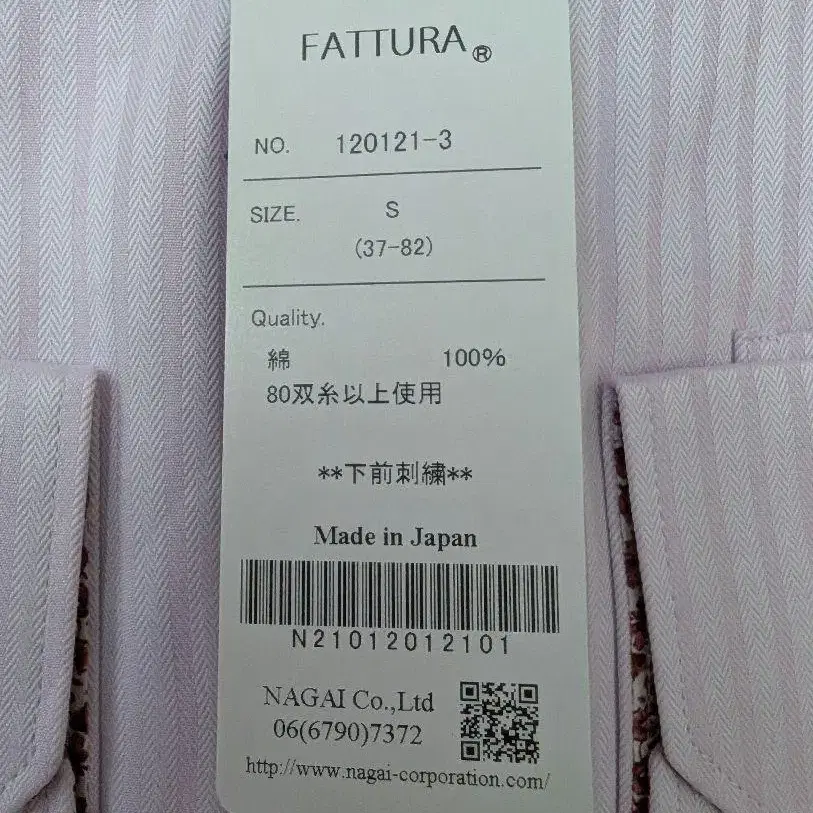 FATTURA®
NO. 120121-3
SIZE. S
(37-82)
Quality.
綿 100%
80双糸以上使用
**下前刺繍**
Made in Japan
N21012012101
NAGAI Co.,Ltd
06(6790)7372
http://www.nagai-corporation.com/